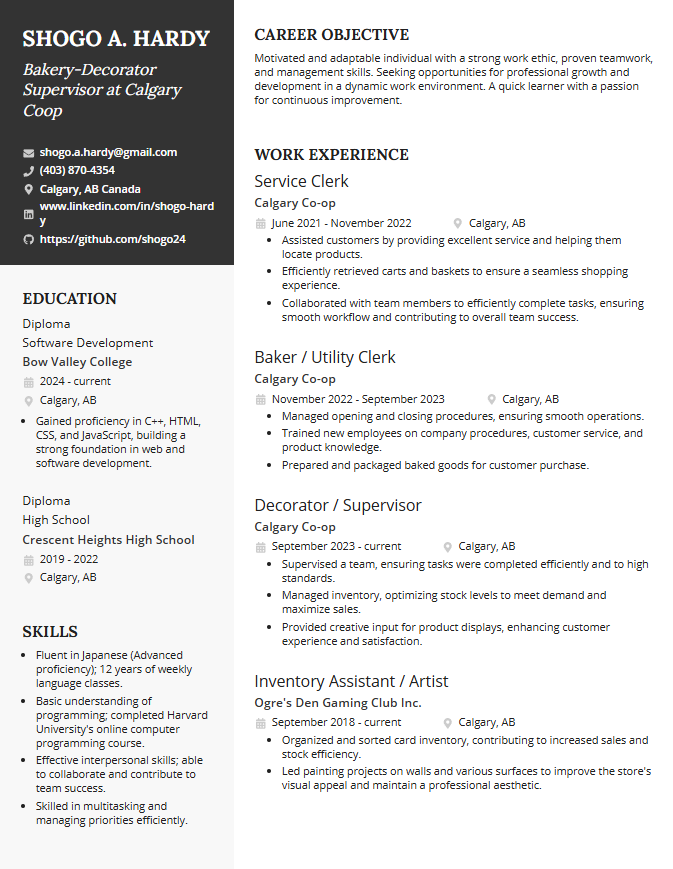 SHOGO A. HARDY
Bakery-Decorator
Supervisor at Calgary
Coop
shogo.a.hardy@gmail.com
(403) 870-4354
Calgary, AB Canada
www.linkedin.com/in/shogo-hard
y
https://github.com/shogo24
EDUCATION
Diploma
Software Development
Bow Valley College
2024 - current
Calgary, AB
• Gained proficiency in C++, HTML,
CSS, and JavaScript, building a
strong foundation in web and
software development.
Diploma
High School
Crescent Heights High School
2019 - 2022
Calgary, AB
SKILLS
• Fluent in Japanese (Advanced
proficiency); 12 years of weekly
language classes.
• Basic understanding of
programming; completed Harvard
University's online computer
programming course.
• Effective interpersonal skills; able
to collaborate and contribute to
team success.
• Skilled in multitasking and
managing priorities efficiently.
CAREER OBJECTIVE
Motivated and adaptable individual with a strong work ethic, proven teamwork,
and management skills. Seeking opportunities for professional growth and
development in a dynamic work environment. A quick learner with a passion
for continuous improvement.
WORK EXPERIENCE
Service Clerk
Calgary Co-op
June 2021 - November 2022 Calgary, AB
• Assisted customers by providing excellent service and helping them
locate products.
• Efficiently retrieved carts and baskets to ensure a seamless shopping
experience.
• Collaborated with team members to efficiently complete tasks, ensuring
smooth workflow and contributing to overall team success.
Baker / Utility Clerk
Calgary Co-op
November 2022 - September 2023 Calgary, AB
• Managed opening and closing procedures, ensuring smooth operations.
• Trained new employees on company procedures, customer service, and
product knowledge.
• Prepared and packaged baked goods for customer purchase.
Decorator / Supervisor
Calgary Co-op
September 2023 - current Calgary, AB
• Supervised a team, ensuring tasks were completed efficiently and to high
standards.
• Managed inventory, optimizing stock levels to meet demand and
maximize sales.
• Provided creative input for product displays, enhancing customer
experience and satisfaction.
Inventory Assistant / Artist
Ogre's Den Gaming Club Inc.
September 2018 - current Calgary, AB
• Organized and sorted card inventory, contributing to increased sales and
stock efficiency.
• Led painting projects on walls and various surfaces to improve the store's
visual appeal and maintain a professional aesthetic.